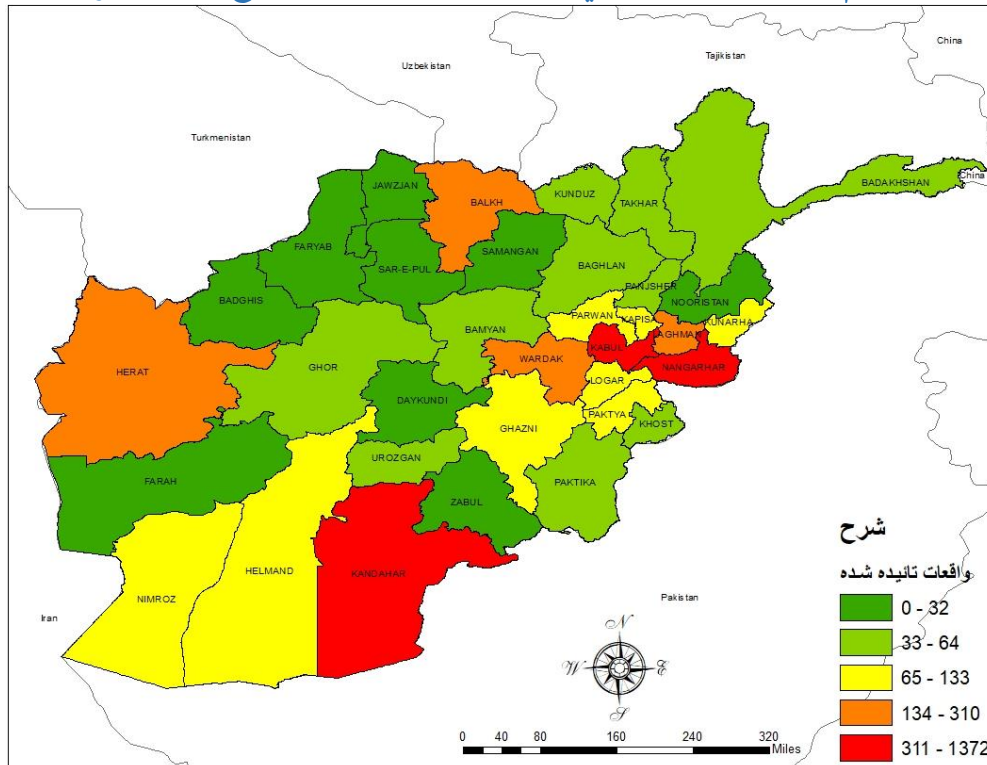 China
Tajikistan
Uzbekistan
Turkmenistan
JAWZJAN
BALKH
KUNDUZ
TAKHAR
BADAKHSHAN
China
FARYAB
SAR-E-PUL
SAMANGAN
BAGHLAN
PANJSHER
NOORISTAN
BADGHIS
BAMYAN
PARWAN
KAPISA
KUNARHA
HERAT
GHOR
WARDAK
KABUL
AGHMAN
NANGARHAR
DAYKUNDI
LOGAR
GHAZNI
PAKTYA
KHOST
FARAH
UROZGAN
ZABUL
PAKTIKA
NIMROZ
HELMAND
KANDAHAR
Iran
Pakistan
شرح
واقعات تائیده شده
0 - 32
33 - 64
65 - 133
134 - 310
311 - 1372
N
W E
S
0 40 80 160 240 320
Miles